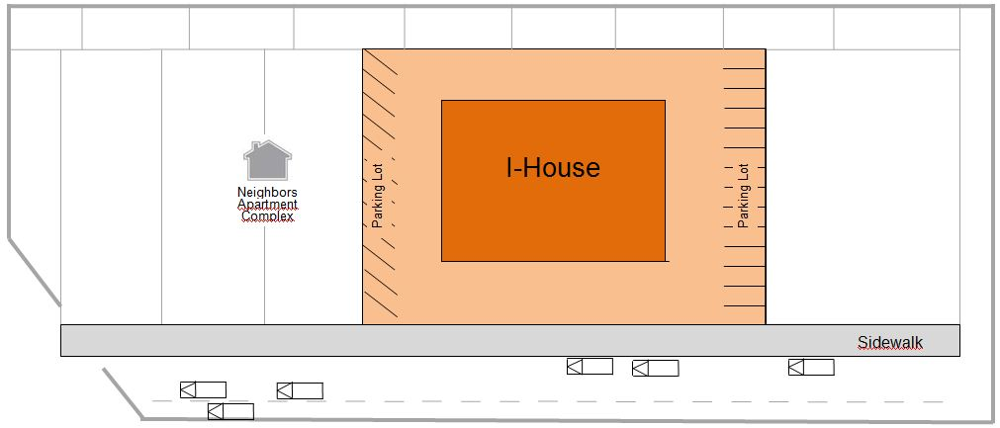 I-House
Parking Lot
Parking Lot
Neighbors
Apartment
Complex
Sidewalk